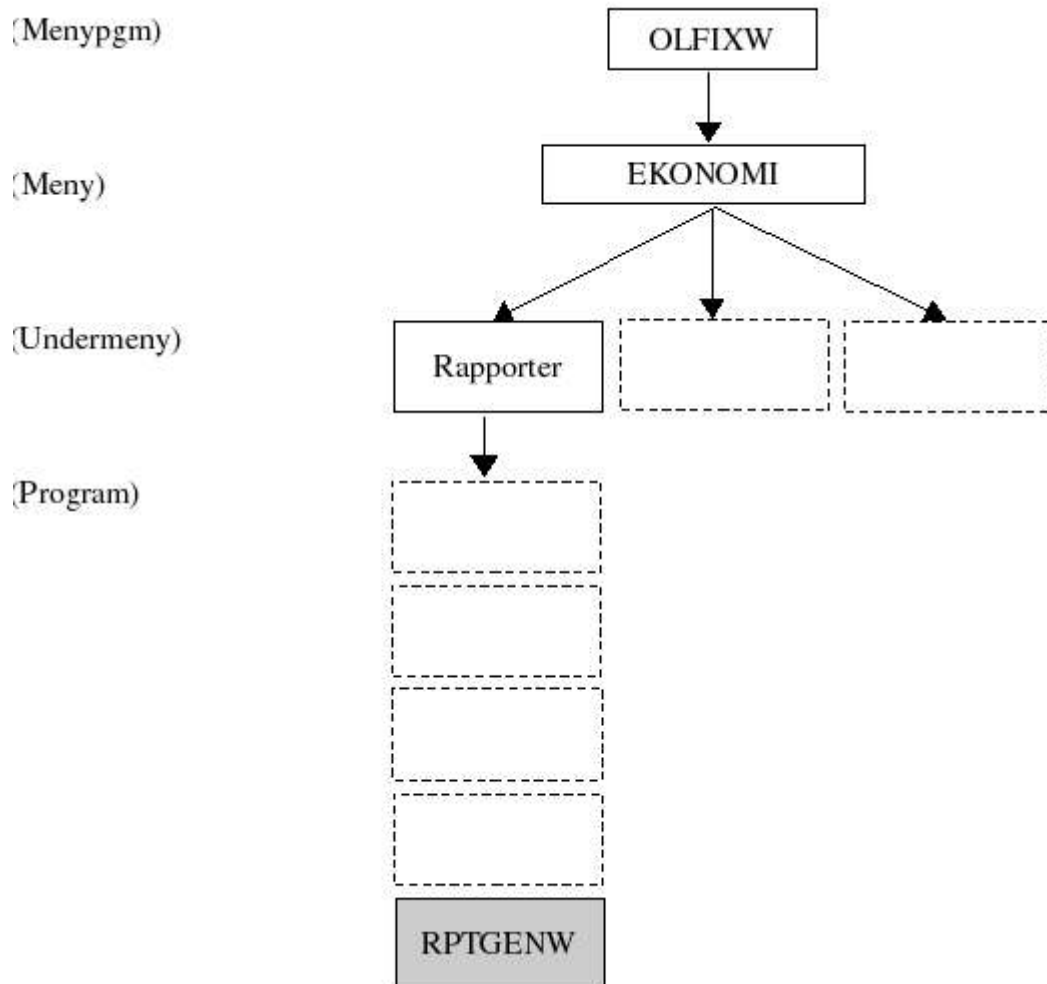 (Menypgm)
OLFIXW
(Meny)
EKONOMI
(Undermeny)
Rapporter
(Program)
RPTGENW